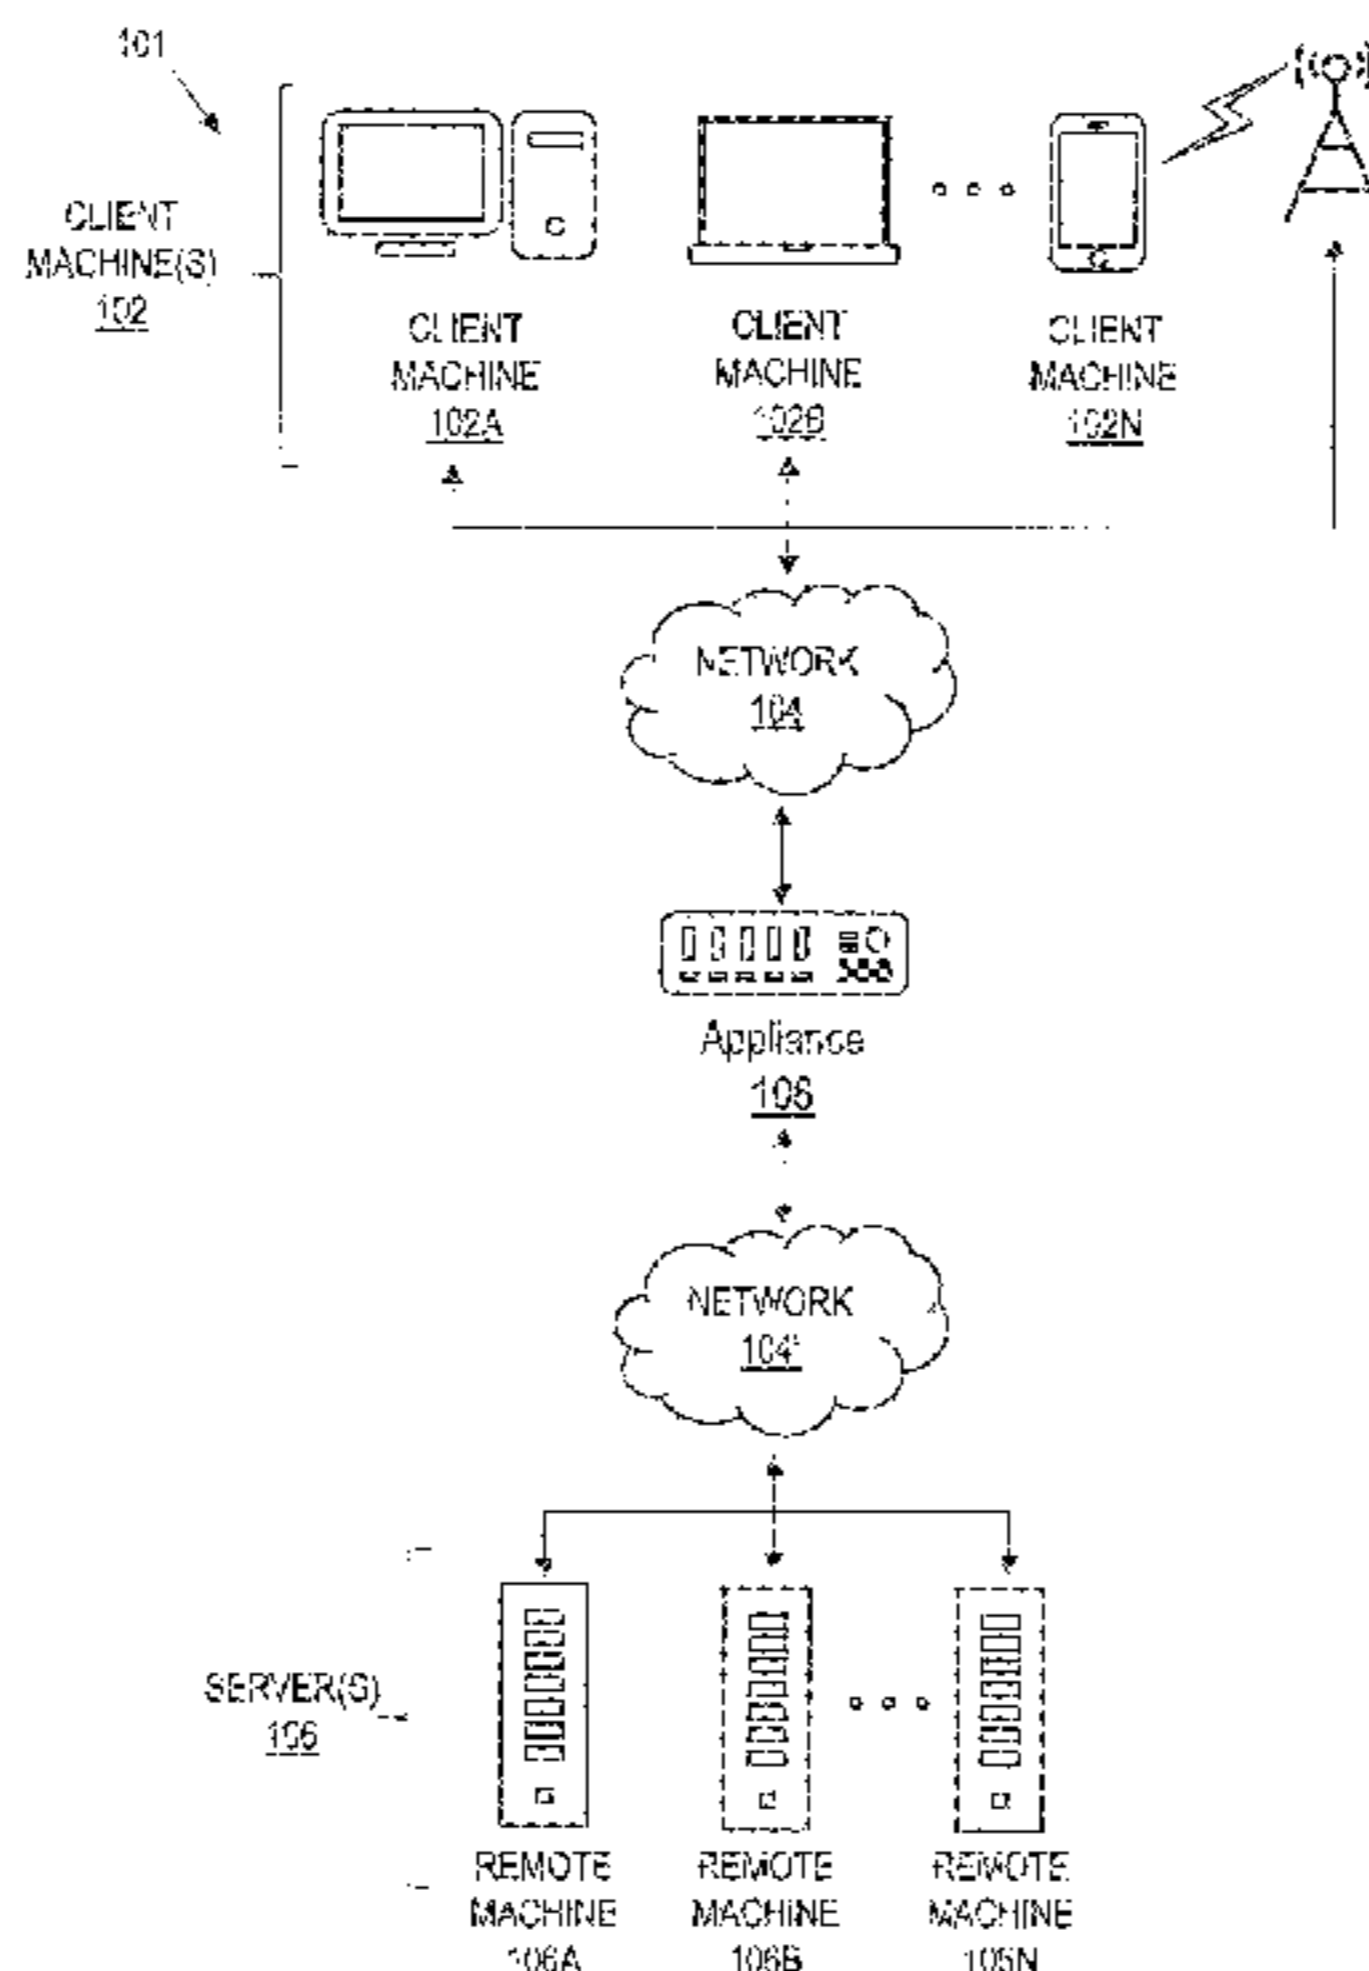 101
CLIENT
MACHINE(S)
102
CLIENT
MACHINE
102A
CLIENT
MACHINE
102B
CLIENT
MACHINE
102N
NETWORK
104
Appliance
NETWORK
104'
SERVER(S)
106
REMOTE
MACHINE
106A
REMOTE
MACHINE
106B
REMOTE
MACHINE
106N